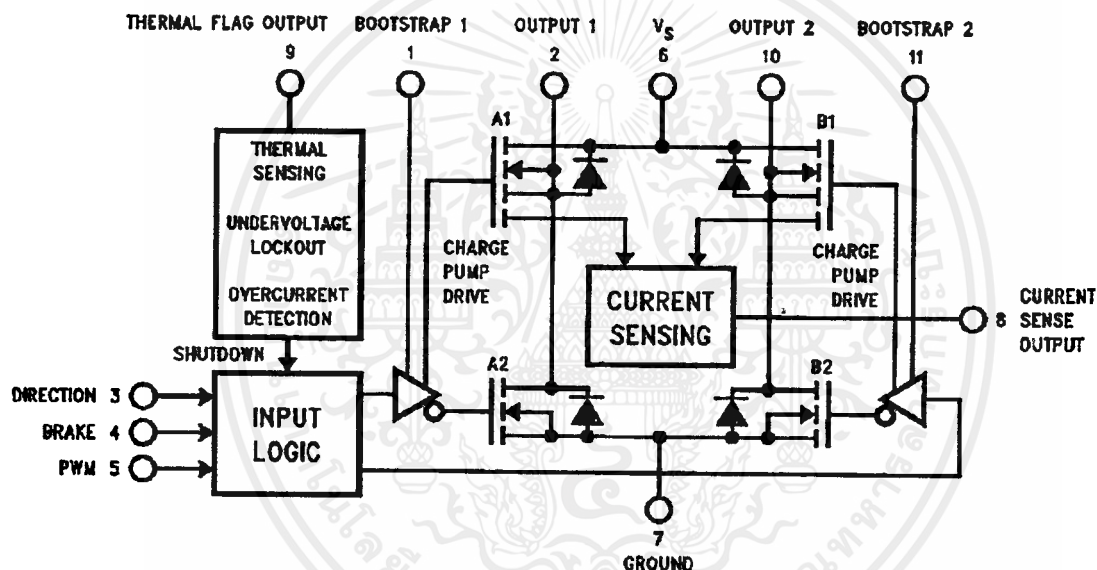 THERMAL FLAG OUTPUT
9
BOOTSTRAP 1
1
OUTPUT 1
2
VS
6
OUTPUT 2
10
BOOTSTRAP 2
11
A1
B1
THERMAL
SENSING
UNDERVOLTAGE
LOCKOUT
OVERCURRENT
DETECTION
CHARGE
PUMP
DRIVE
CURRENT
SENSING
CHARGE
PUMP
DRIVE
8 CURRENT
SENSE
OUTPUT
SHUTDOWN
A2
B2
DIRECTION 3
BRAKE 4
PWM 5
INPUT
LOGIC
7
GROUND